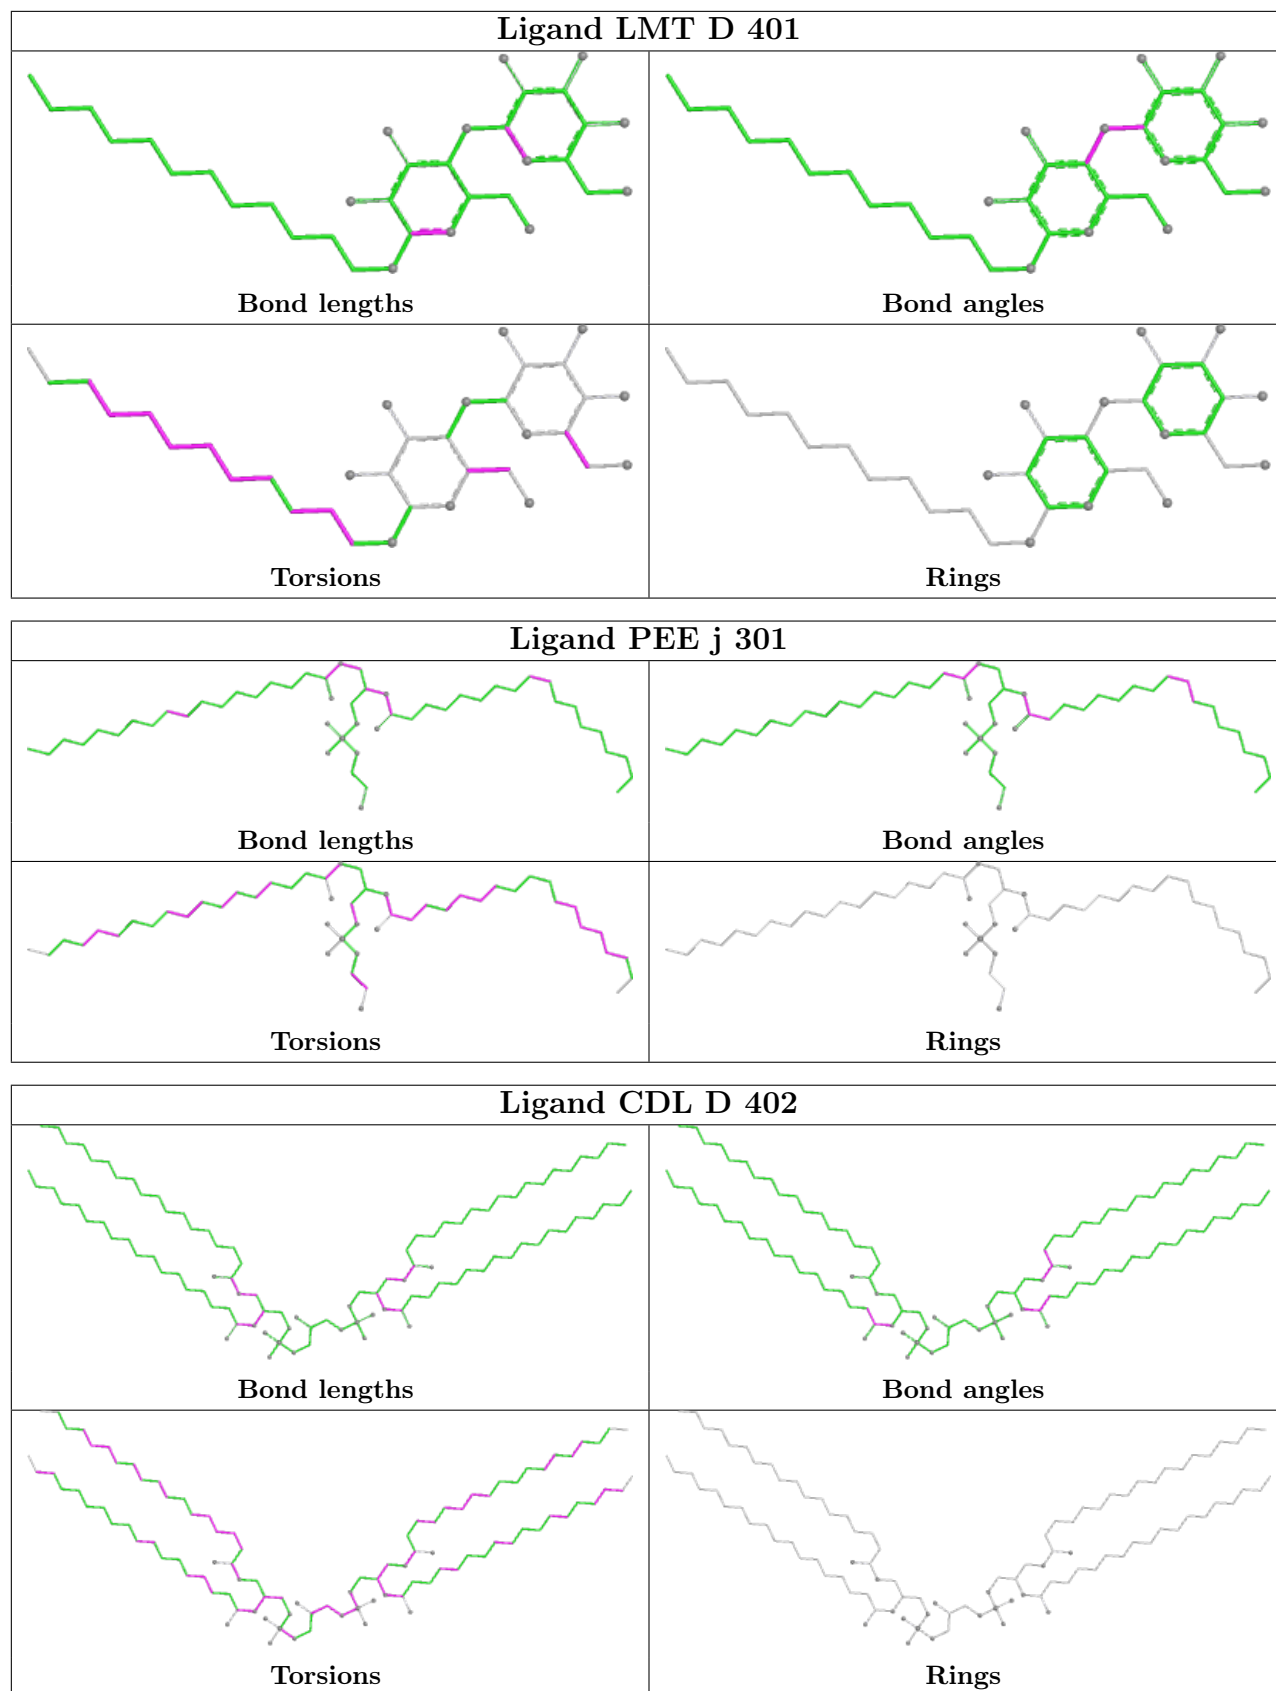 Ligand LMT D 401
Bond lengths
Bond angles
Torsions
Rings
Ligand PEE j 301
Bond lengths
Bond angles
Torsions
Rings
Ligand CDL D 402
Bond lengths
Bond angles
Torsions
Rings